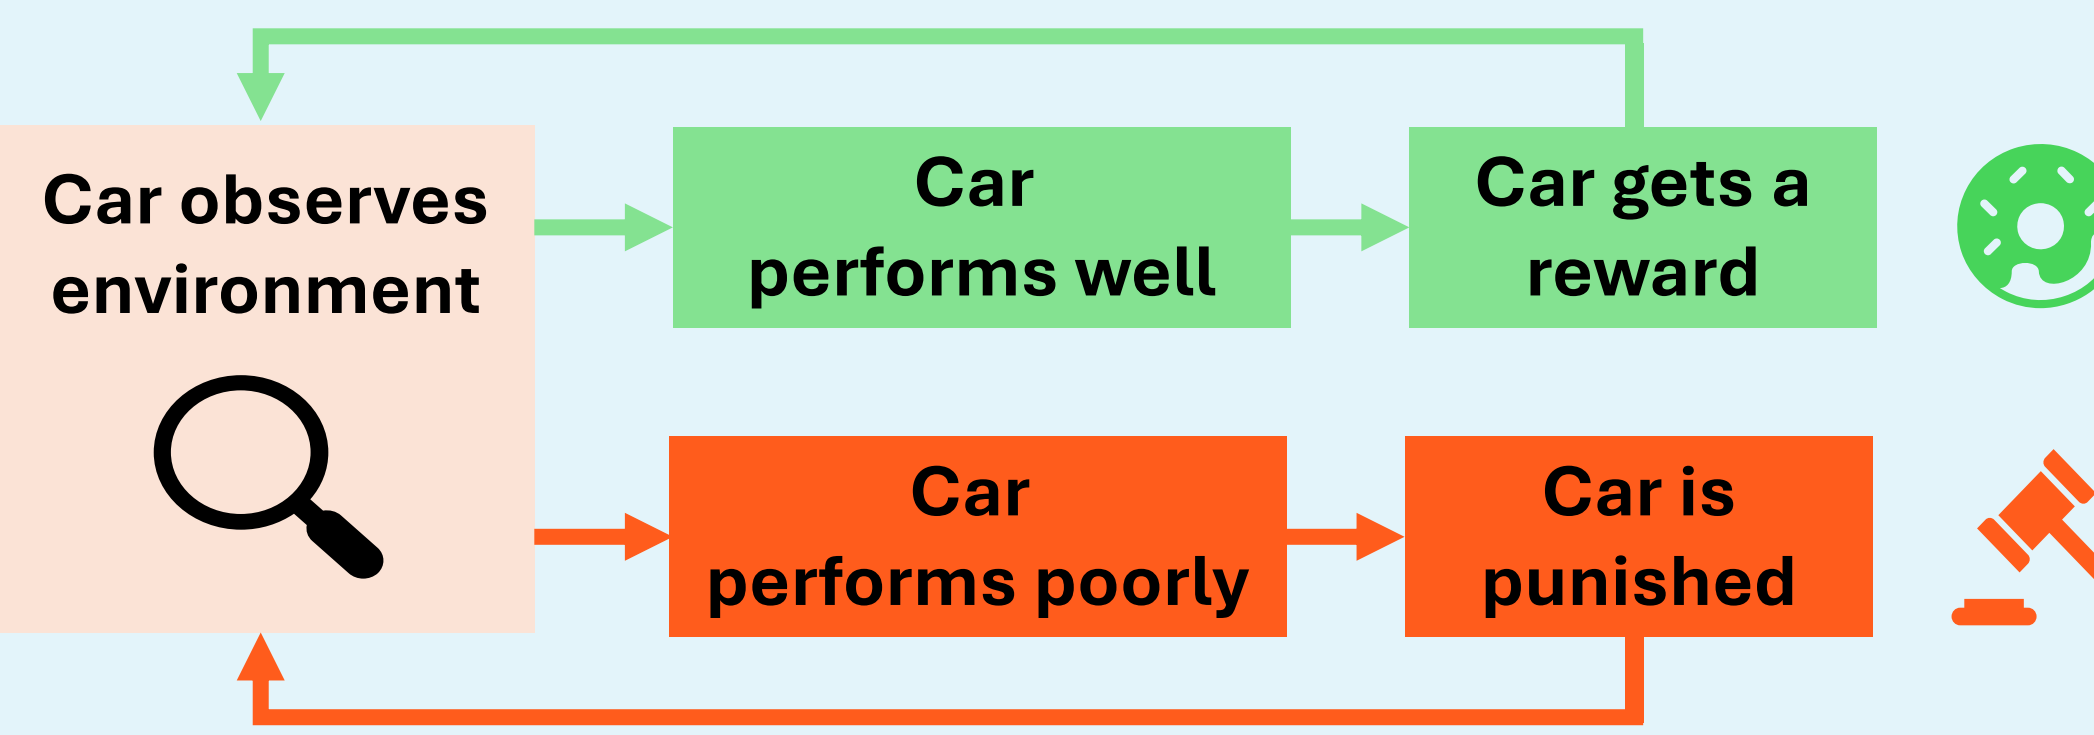 Car observes
environment
Car
performs well
Car gets a
reward
Car
performs poorly
Car is
punished